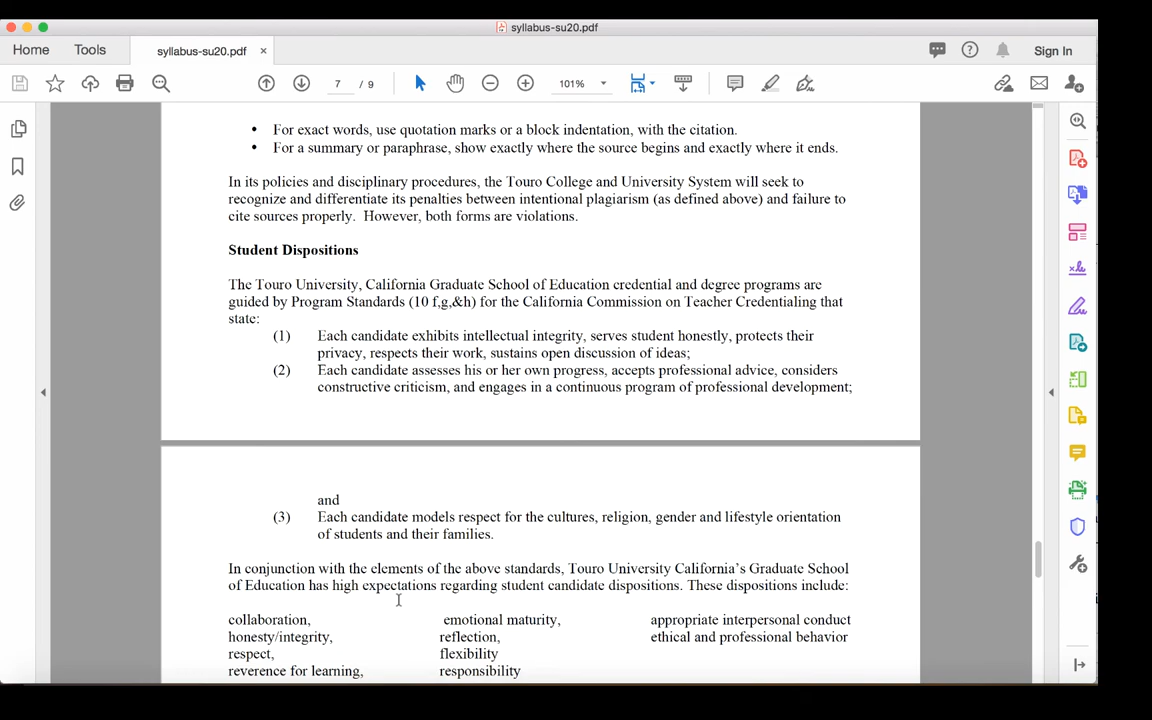 syllabus-su20.pdf
Home Tools syllabus-su20.pdf × Sign In
7 / 9 101%
• For exact words, use quotation marks or a block indentation, with the citation.
• For a summary or paraphrase, show exactly where the source begins and exactly where it ends.
In its policies and disciplinary procedures, the Touro College and University System will seek to
recognize and differentiate its penalties between intentional plagiarism (as defined above) and failure to
cite sources properly.  However, both forms are violations.
Student Dispositions
The Touro University, California Graduate School of Education credential and degree programs are
guided by Program Standards (10 f,g,&h) for the California Commission on Teacher Credentialing that
state:
(1) Each candidate exhibits intellectual integrity, serves student honestly, protects their
privacy, respects their work, sustains open discussion of ideas;
(2) Each candidate assesses his or her own progress, accepts professional advice, considers
constructive criticism, and engages in a continuous program of professional development;
and
(3) Each candidate models respect for the cultures, religion, gender and lifestyle orientation
of students and their families.
In conjunction with the elements of the above standards, Touro University California's Graduate School
of Education has high expectations regarding student candidate dispositions. These dispositions include:
collaboration, emotional maturity, appropriate interpersonal conduct
honesty/integrity, reflection, ethical and professional behavior
respect, flexibility
reverence for learning, responsibility